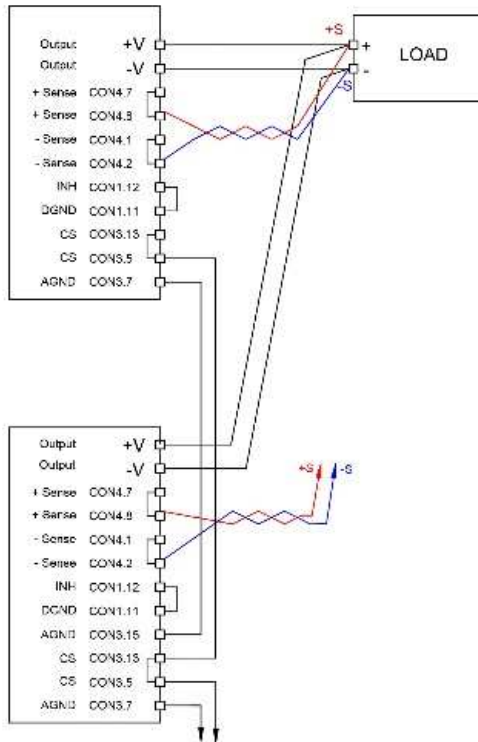 Output +V
Output -V
+ Sense CON4.7
+ Sense CON4.8
- Sense CON4.1
- Sense CON4.2
INH CON1.12
DGND CON1.11
CS CON3.13
CS CON3.5
AGND CON3.7
+S
+
-
-S
LOAD
Output +V
Output -V
+ Sense CON4.7
+ Sense CON4.8
- Sense CON4.1
- Sense CON4.2
INH CON1.12
DGND CON1.11
AGND CON3.15
CS CON3.13
CS CON3.5
AGND CON3.7
+S -S